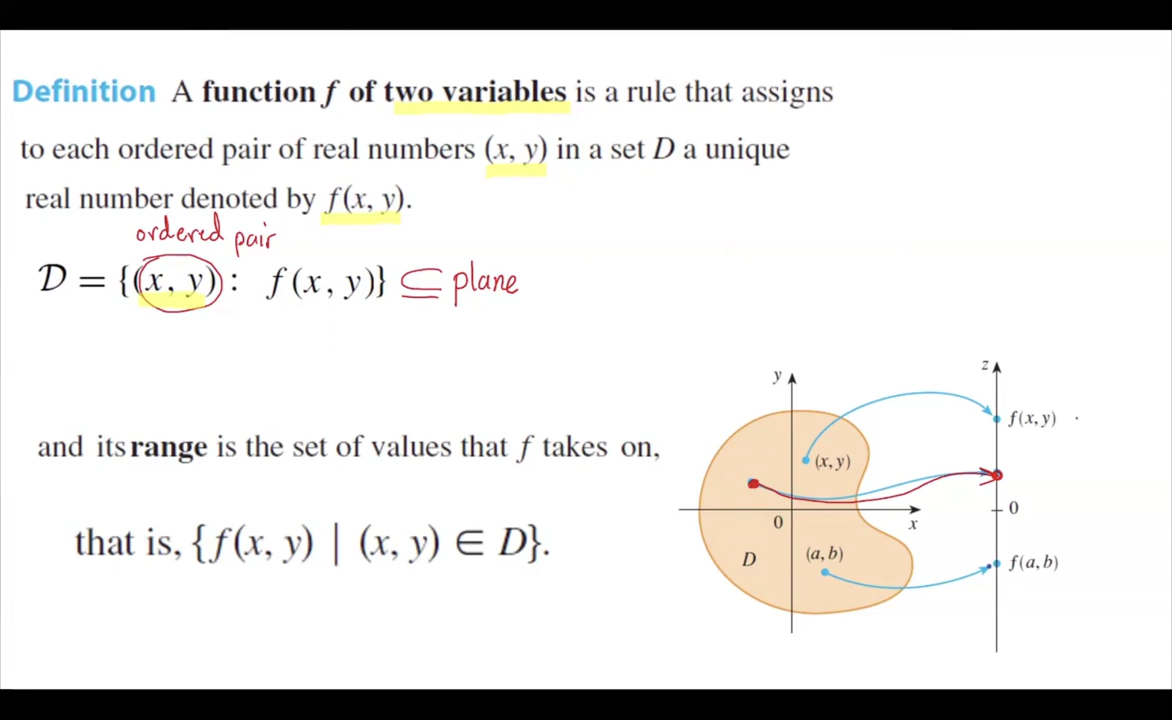 Definition A function f of two variables is a rule that assigns
to each ordered pair of real numbers (x, y) in a set D a unique
real number denoted by f(x, y).
ordered pair
D = {(x, y) : f(x, y)} ⊆ plane
and its range is the set of values that f takes on,
that is, {f(x, y) | (x, y) ∈ D}.
y
z
f(x, y)
(x, y)
0
0
x
D
(a, b)
f(a, b)